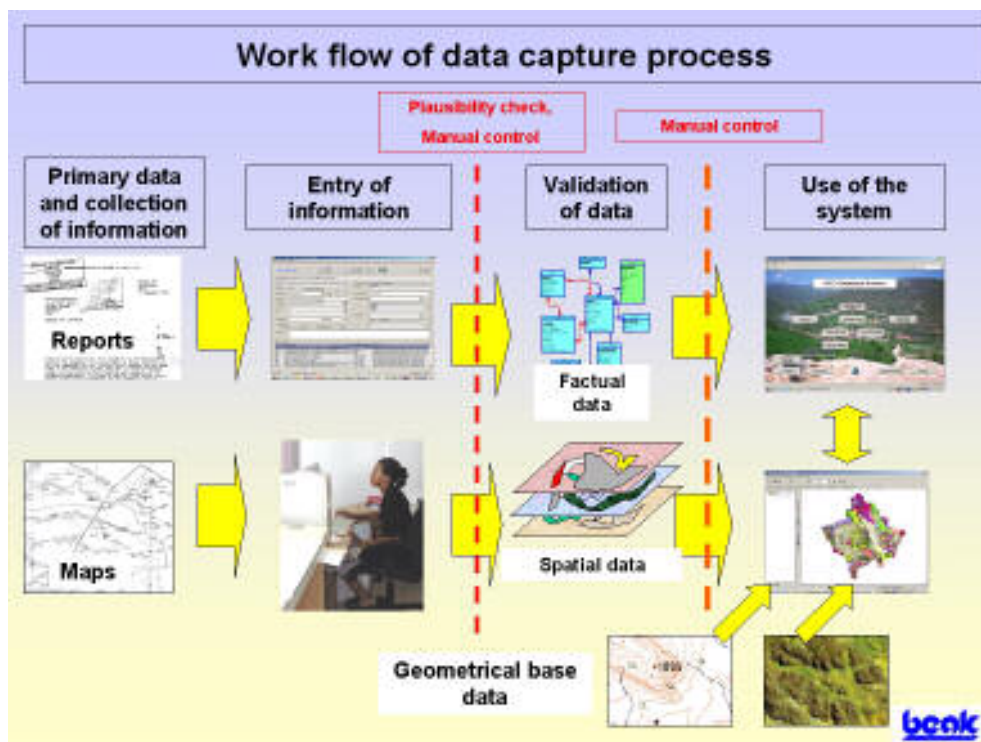 Work flow of data capture process
Plausibility check,
Manual control
Manual control
Primary data
and collection
of information
Entry of
information
Validation
of data
Use of the
system
Reports
Factual
data
Maps
Spatial data
Geometrical base
data
beak